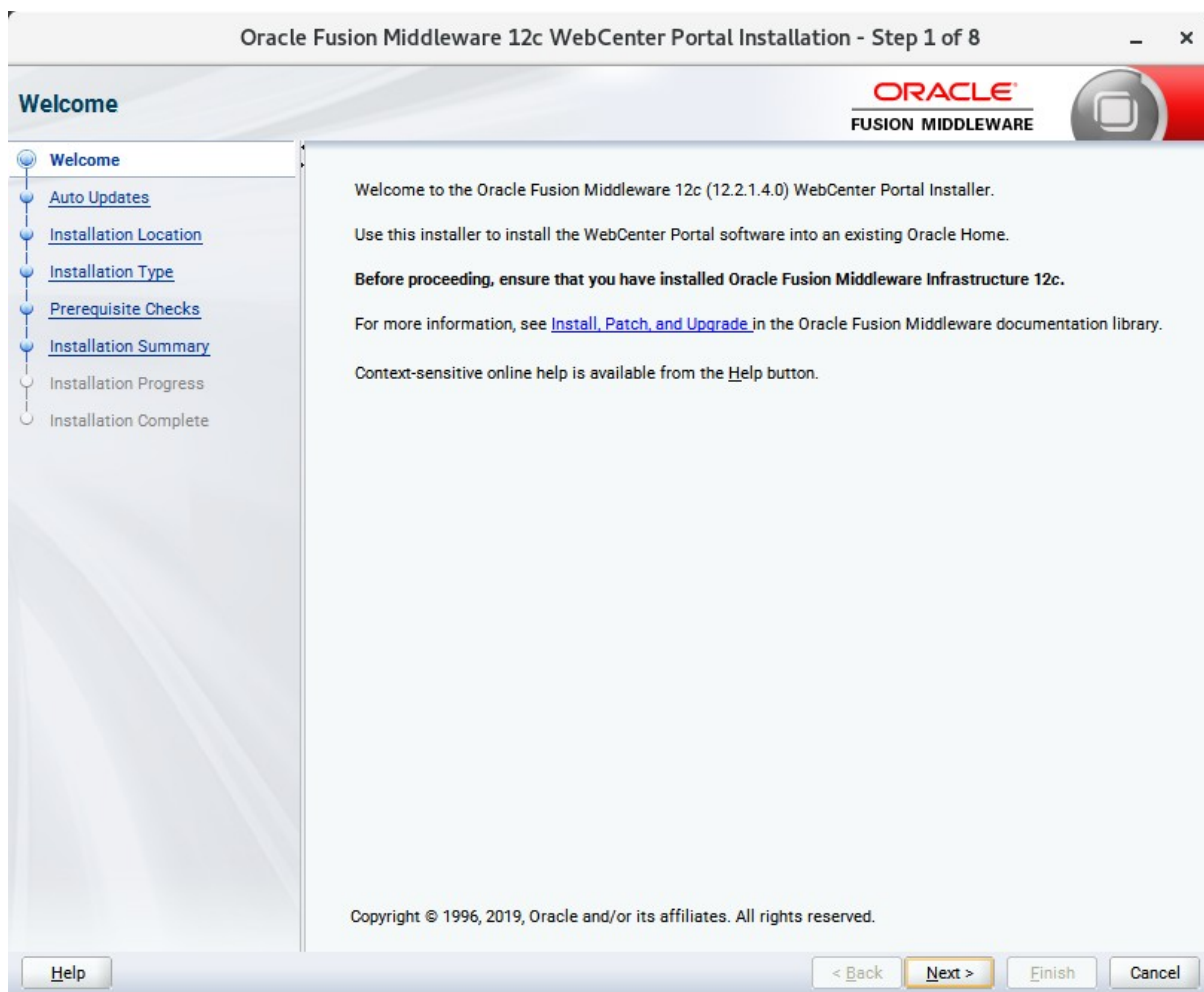 Oracle Fusion Middleware 12c WebCenter Portal Installation - Step 1 of 8
Welcome
ORACLE
FUSION MIDDLEWARE
Welcome
Auto Updates
Installation Location
Installation Type
Prerequisite Checks
Installation Summary
Installation Progress
Installation Complete
Welcome to the Oracle Fusion Middleware 12c (12.2.1.4.0) WebCenter Portal Installer.
Use this installer to install the WebCenter Portal software into an existing Oracle Home.
Before proceeding, ensure that you have installed Oracle Fusion Middleware Infrastructure 12c.
For more information, see Install, Patch, and Upgrade in the Oracle Fusion Middleware documentation library.
Context-sensitive online help is available from the Help button.
Copyright © 1996, 2019, Oracle and/or its affiliates. All rights reserved.
Help
< Back
Next >
Finish
Cancel